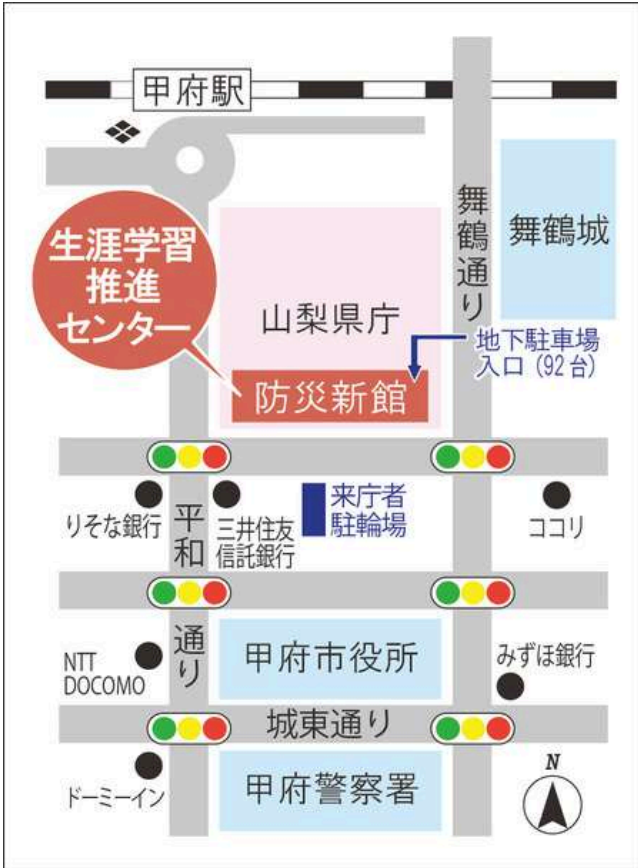 甲府駅
舞鶴通り
舞鶴城
生涯学習
推進
センター
山梨県庁
地下駐車場
入口（92台）
防災新館
りそな銀行
平和通り
三井住友
信託銀行
来庁者
駐輪場
ココリ
NTT
DOCOMO
甲府市役所
みずほ銀行
城東通り
ドーミーイン
甲府警察署
N